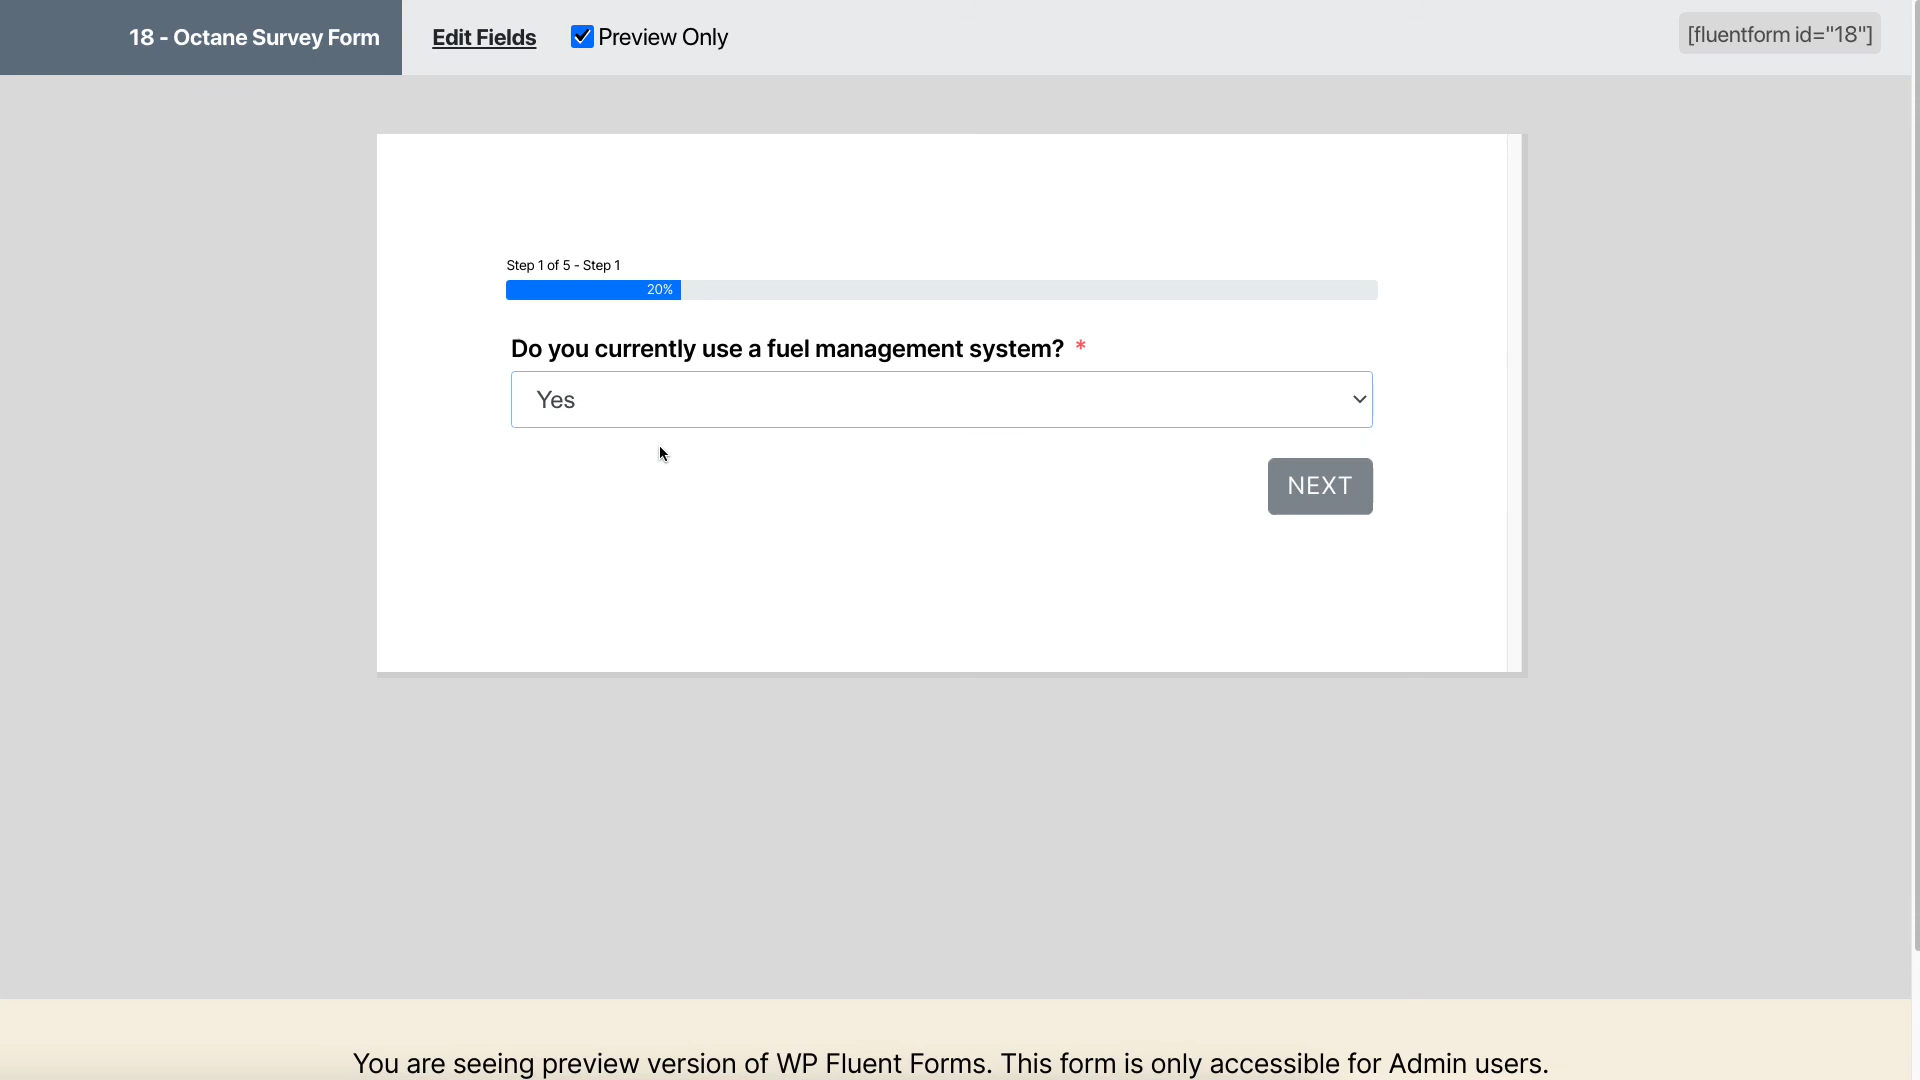 18 - Octane Survey Form
Edit Fields
Preview Only
[fluentform id="18"]
Step 1 of 5 - Step 1
20%
Do you currently use a fuel management system? *
Yes
NEXT
You are seeing preview version of WP Fluent Forms. This form is only accessible for Admin users.